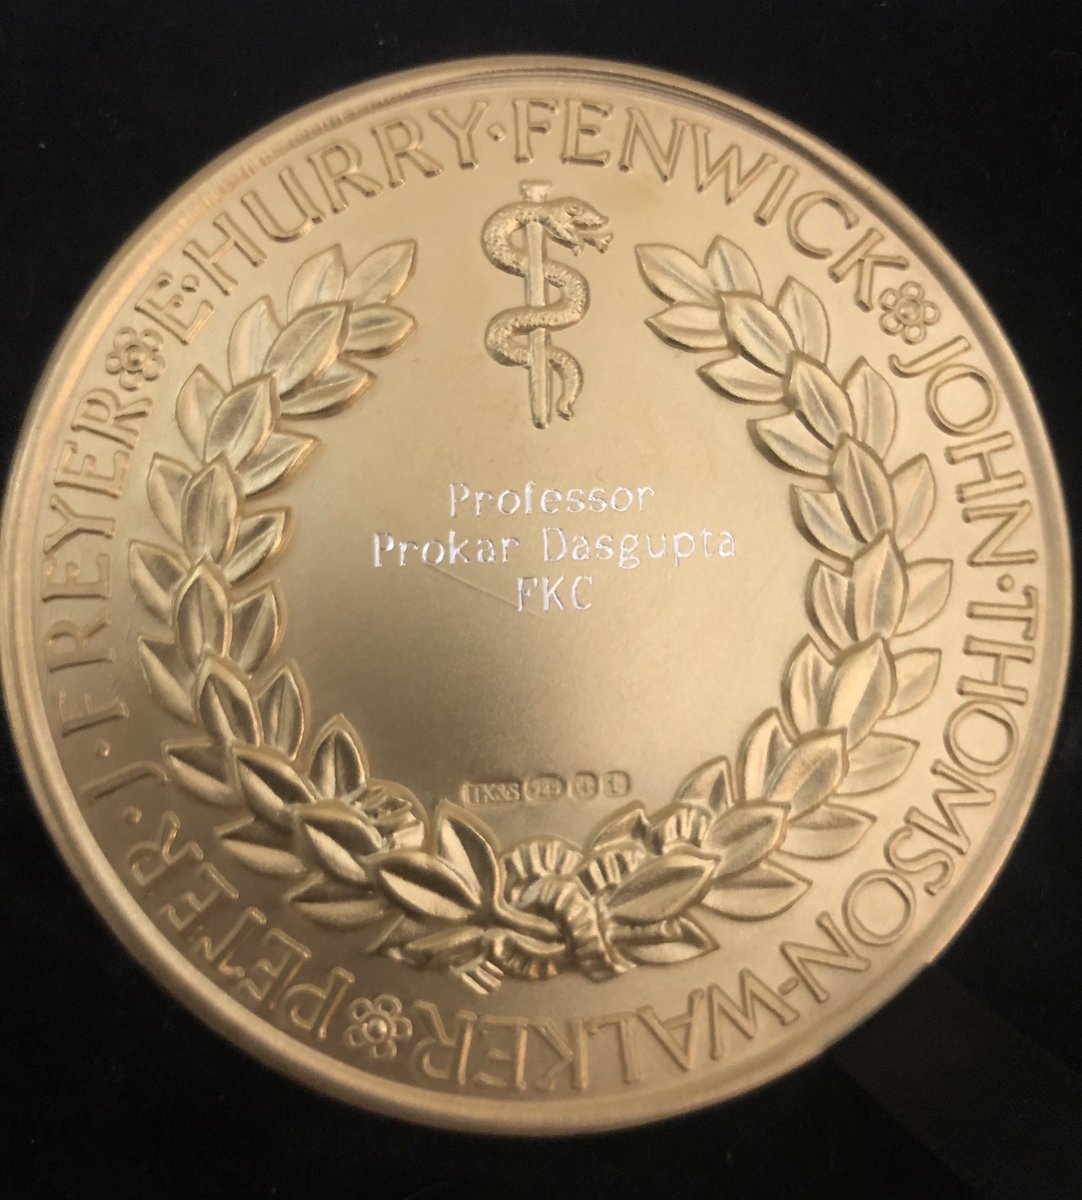 E·HURRY·FENWICK
JOHN·THOMSON-WALKER
PETER·J·FREYER
Professor
Prokar Dasgupta
FKC